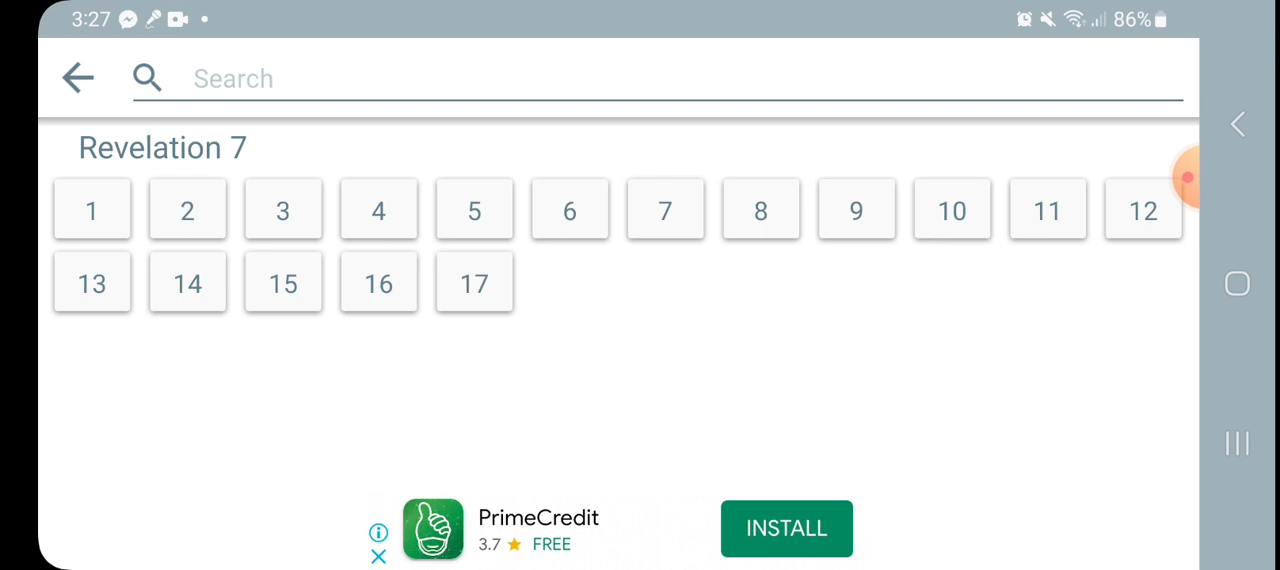 3:27 86%
Search
Revelation 7
1 2 3 4 5 6 7 8 9 10 11 12
13 14 15 16 17
PrimeCredit
3.7 FREE
INSTALL